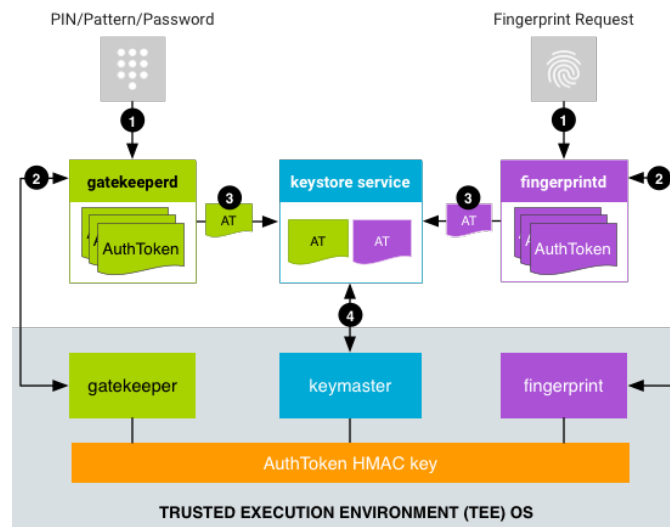 PIN/Pattern/Password
Fingerprint Request
1
1
2
gatekeeperd
3
AT
keystore service
3
AT
fingerprintd
2
A
A
AuthToken
AT
AT
AuthToken
4
gatekeeper
keymaster
fingerprint
AuthToken HMAC key
TRUSTED EXECUTION ENVIRONMENT (TEE) OS